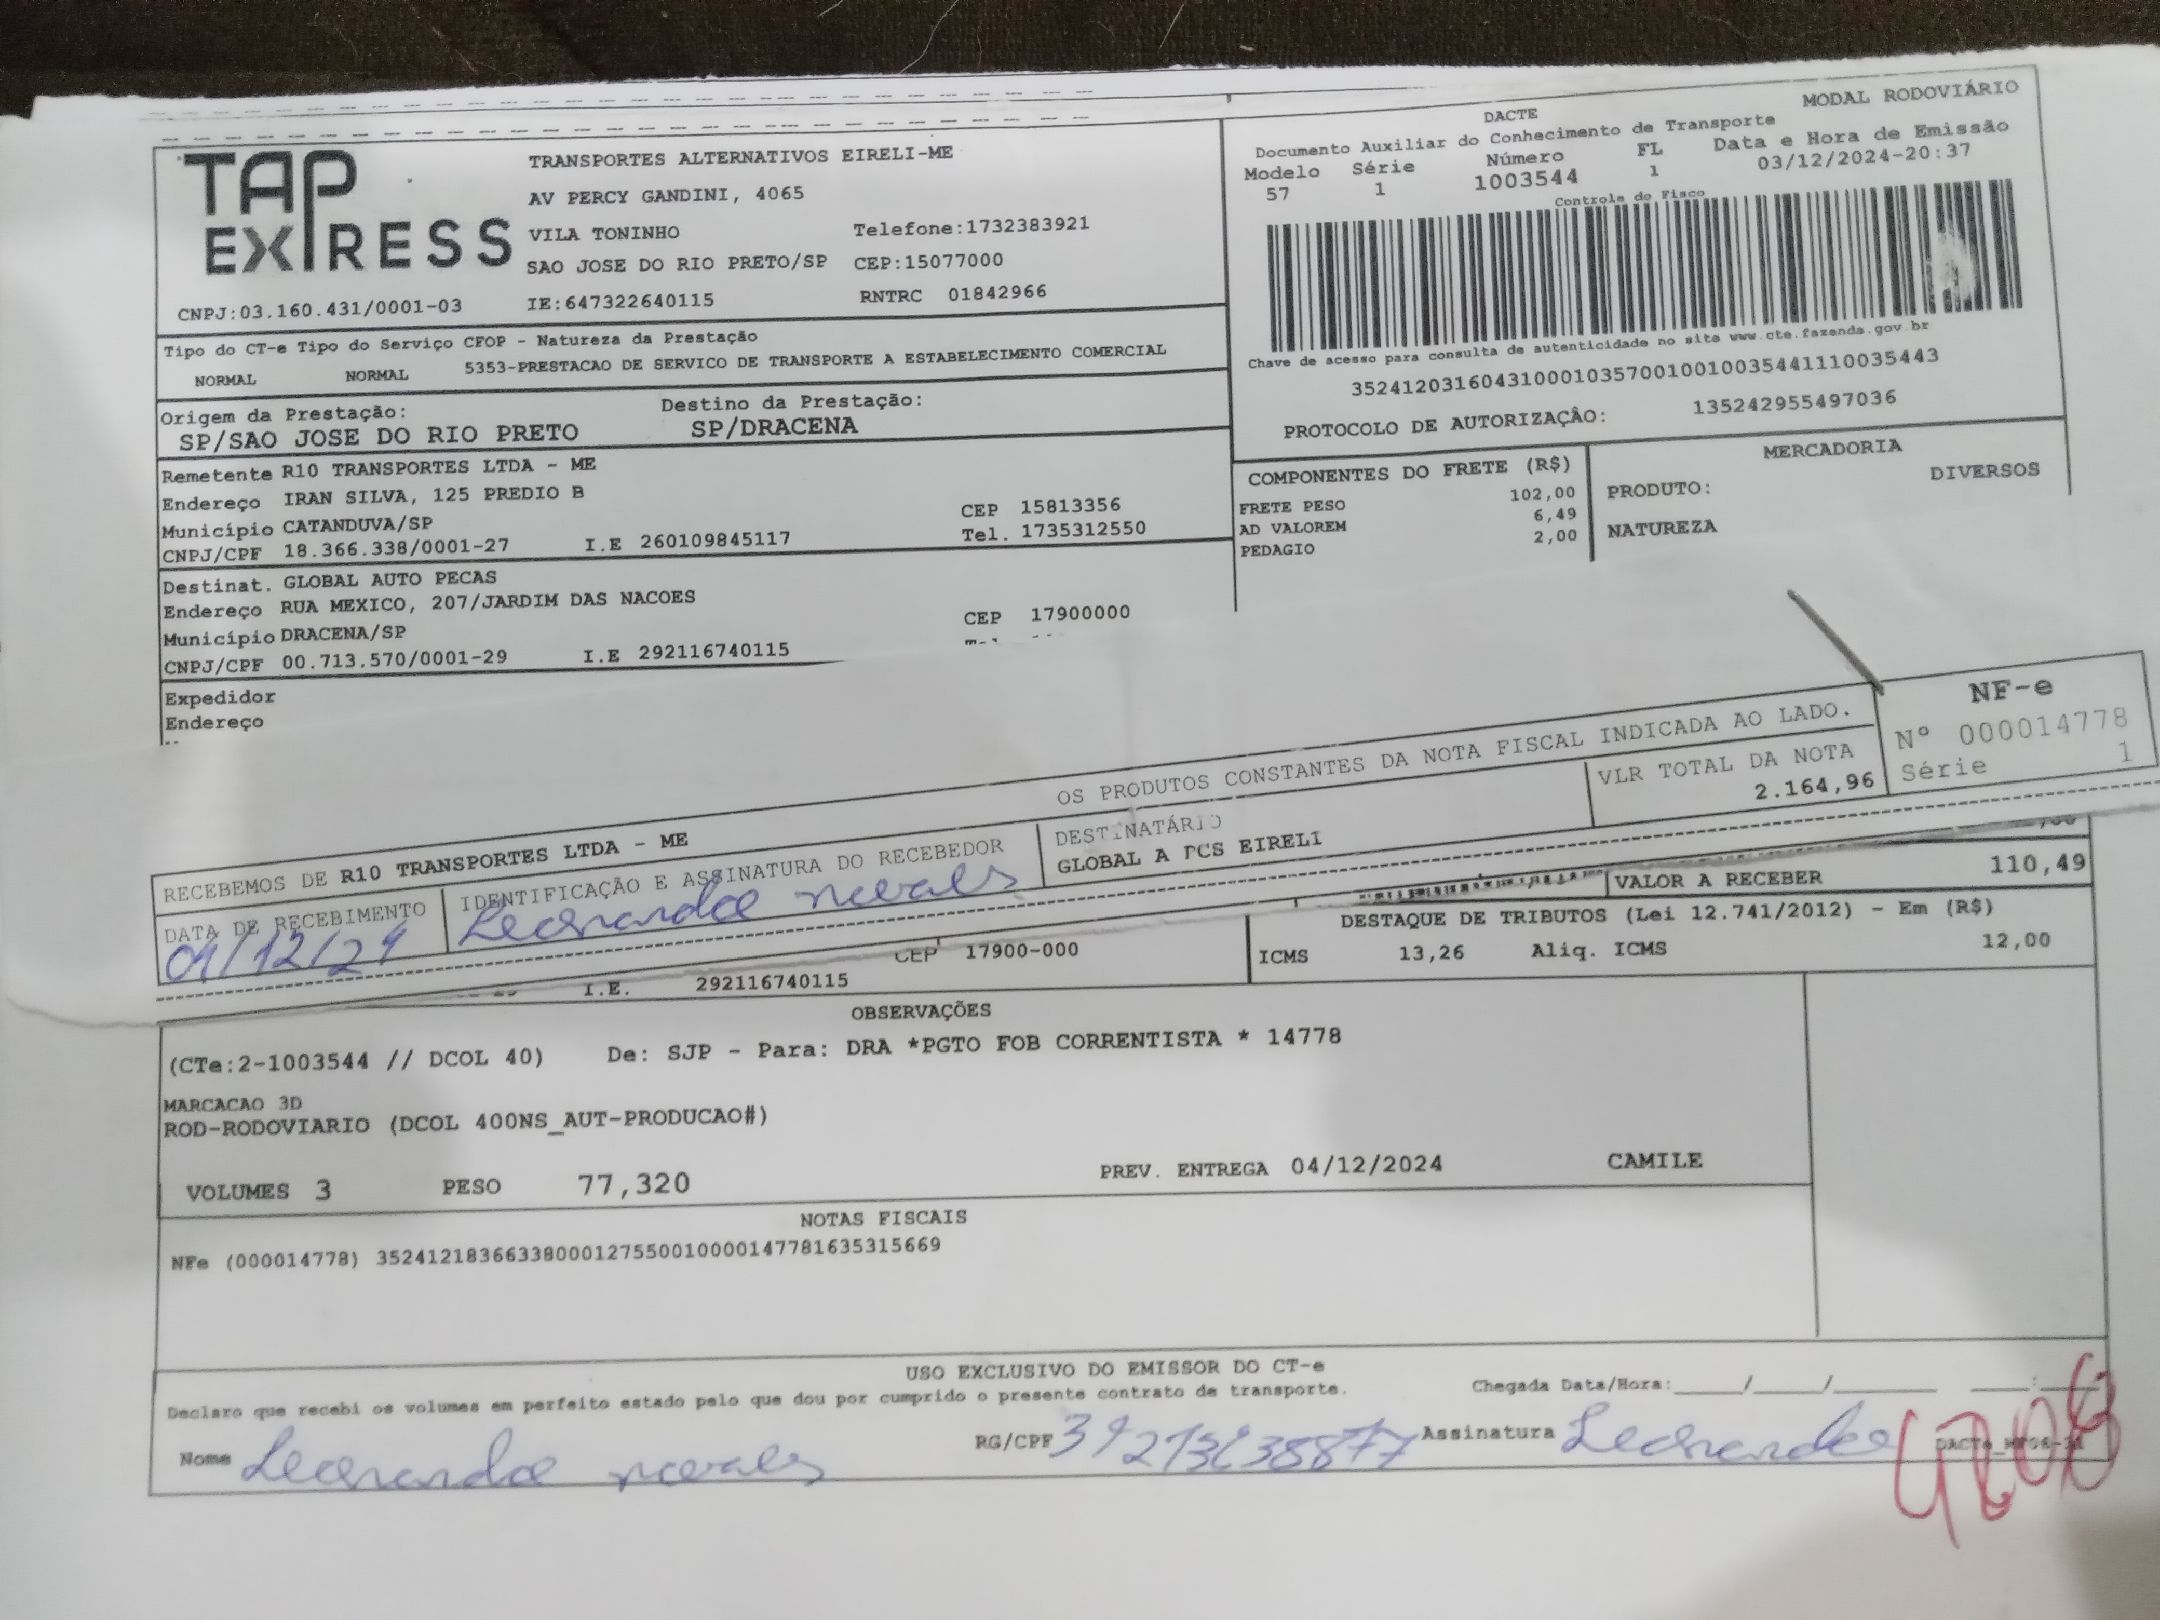 TAP EXPRESS
TRANSPORTES ALTERNATIVOS EIRELI-ME
AV PERCY GANDINI, 4065
VILA TONINHO Telefone:1732383921
SAO JOSE DO RIO PRETO/SP CEP:15077000
CNPJ:03.160.431/0001-03 IE:647322640115 RNTRC 01842966
MODAL RODOVIÁRIO
DACTE
Documento Auxiliar do Conhecimento de Transporte
Modelo Série Número FL Data e Hora de Emissão
57 1 1003544 1 03/12/2024-20:37
Controle do Fisco
Chave de acesso para consulta de autenticidade no site www.cte.fazenda.gov.br
35241203160431000103570010010035441110035443
PROTOCOLO DE AUTORIZAÇÃO: 135242955497036
Tipo do CT-e Tipo do Serviço CFOP - Natureza da Prestação
NORMAL NORMAL 5353-PRESTACAO DE SERVICO DE TRANSPORTE A ESTABELECIMENTO COMERCIAL
Origem da Prestação: Destino da Prestação:
SP/SAO JOSE DO RIO PRETO SP/DRACENA
Remetente R10 TRANSPORTES LTDA - ME
Endereço IRAN SILVA, 125 PREDIO B
Município CATANDUVA/SP CEP 15813356
CNPJ/CPF 18.366.338/0001-27 I.E 260109845117 Tel. 1735312550
COMPONENTES DO FRETE (R$)
FRETE PESO 102,00
AD VALOREM 6,49
PEDAGIO 2,00
MERCADORIA
PRODUTO: DIVERSOS
NATUREZA
Destinat. GLOBAL AUTO PECAS
Endereço RUA MEXICO, 207/JARDIM DAS NACOES
Município DRACENA/SP CEP 17900000
CNPJ/CPF 00.713.570/0001-29 I.E 292116740115
Expedidor
Endereço
RECEBEMOS DE R10 TRANSPORTES LTDA - ME OS PRODUTOS CONSTANTES DA NOTA FISCAL INDICADA AO LADO.
DATA DE RECEBIMENTO
IDENTIFICAÇÃO E ASSINATURA DO RECEBEDOR
DESTINATÁRIO
GLOBAL A PCS EIRELI
VLR TOTAL DA NOTA
2.164,96
NF-e
Nº 000014778
Série 1
VALOR A RECEBER 110,49
DESTAQUE DE TRIBUTOS (Lei 12.741/2012) - Em (R$)
ICMS 13,26 Aliq. ICMS 12,00
CEP 17900-000
I.E. 292116740115
OBSERVAÇÕES
(CTe:2-1003544 // DCOL 40) De: SJP - Para: DRA *PGTO FOB CORRENTISTA * 14778
MARCACAO 3D
ROD-RODOVIARIO (DCOL 400NS_AUT-PRODUCAO#)
VOLUMES 3 PESO 77,320 PREV. ENTREGA 04/12/2024 CAMILE
NOTAS FISCAIS
NFe (000014778) 35241218366338000127550010000147781635315669
USO EXCLUSIVO DO EMISSOR DO CT-e
Declaro que recebi os volumes em perfeito estado pelo que dou por cumprido o presente contrato de transporte. Chegada Data/Hora:____/____/______ ___:___
Nome RG/CPF Assinatura